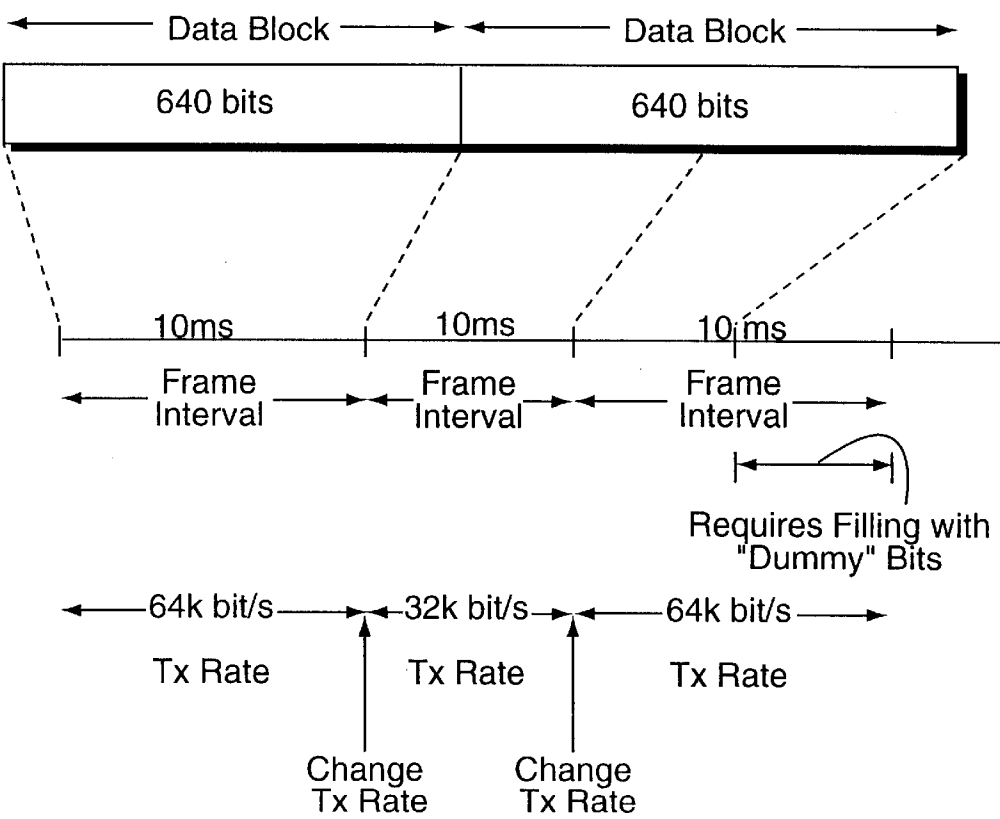 Data Block Data Block
640 bits 640 bits
10ms 10ms 10 ms
Frame Interval Frame Interval Frame Interval
Requires Filling with
"Dummy" Bits
64k bit/s 32k bit/s 64k bit/s
Tx Rate Tx Rate Tx Rate
Change Tx Rate Change Tx Rate